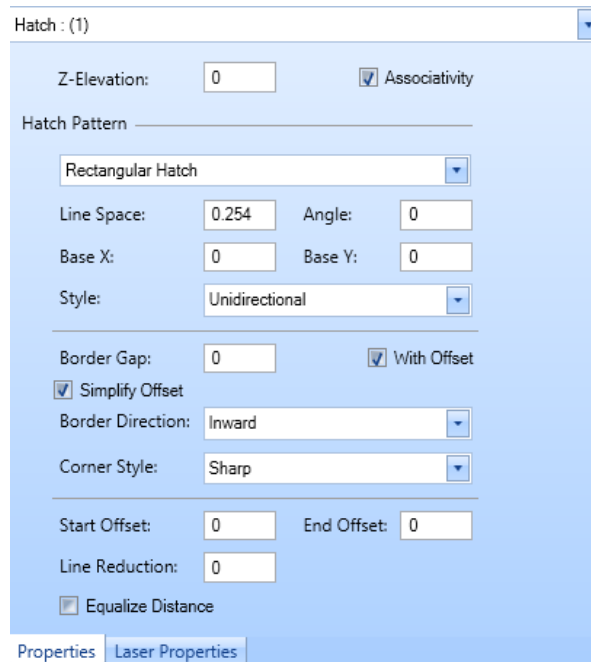 Hatch : (1)
Z-Elevation: 0 Associativity
Hatch Pattern
Rectangular Hatch
Line Space: 0.254 Angle: 0
Base X: 0 Base Y: 0
Style: Unidirectional
Border Gap: 0 With Offset
Simplify Offset
Border Direction: Inward
Corner Style: Sharp
Start Offset: 0 End Offset: 0
Line Reduction: 0
Equalize Distance
Properties Laser Properties